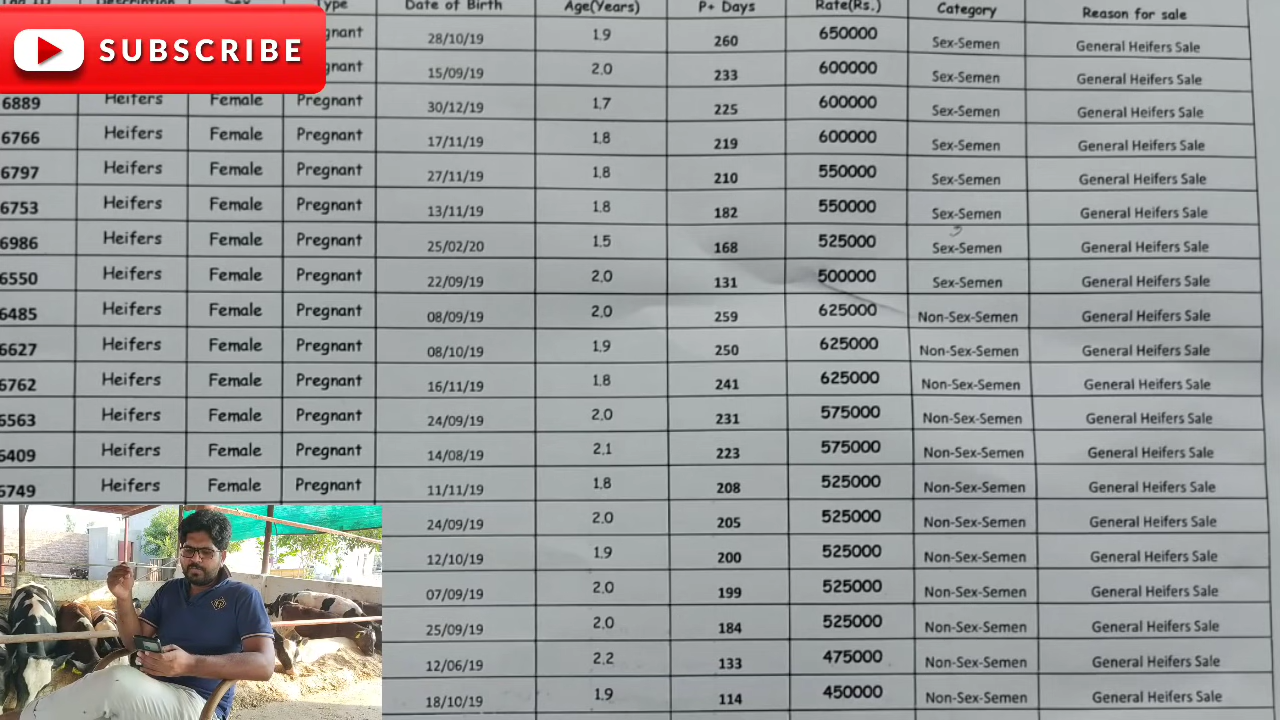 Description Sex Type Date of Birth Age(Years) P+ Days Rate(Rs.) Category Reason for sale
SUBSCRIBE
28/10/19 1.9 260 650000 Sex-Semen General Heifers Sale
15/09/19 2.0 233 600000 Sex-Semen General Heifers Sale
6889 Heifers Female Pregnant 30/12/19 1.7 225 600000 Sex-Semen General Heifers Sale
6766 Heifers Female Pregnant 17/11/19 1.8 219 600000 Sex-Semen General Heifers Sale
6797 Heifers Female Pregnant 27/11/19 1.8 210 550000 Sex-Semen General Heifers Sale
6753 Heifers Female Pregnant 13/11/19 1.8 182 550000 Sex-Semen General Heifers Sale
6986 Heifers Female Pregnant 25/02/20 1.5 168 525000 Sex-Semen General Heifers Sale
6550 Heifers Female Pregnant 22/09/19 2.0 131 500000 Sex-Semen General Heifers Sale
6485 Heifers Female Pregnant 08/09/19 2.0 259 625000 Non-Sex-Semen General Heifers Sale
6627 Heifers Female Pregnant 08/10/19 1.9 250 625000 Non-Sex-Semen General Heifers Sale
6762 Heifers Female Pregnant 16/11/19 1.8 241 625000 Non-Sex-Semen General Heifers Sale
6563 Heifers Female Pregnant 24/09/19 2.0 231 575000 Non-Sex-Semen General Heifers Sale
6409 Heifers Female Pregnant 14/08/19 2.1 223 575000 Non-Sex-Semen General Heifers Sale
6749 Heifers Female Pregnant 11/11/19 1.8 208 525000 Non-Sex-Semen General Heifers Sale
24/09/19 2.0 205 525000 Non-Sex-Semen General Heifers Sale
12/10/19 1.9 200 525000 Non-Sex-Semen General Heifers Sale
07/09/19 2.0 199 525000 Non-Sex-Semen General Heifers Sale
25/09/19 2.0 184 525000 Non-Sex-Semen General Heifers Sale
12/06/19 2.2 133 475000 Non-Sex-Semen General Heifers Sale
18/10/19 1.9 114 450000 Non-Sex-Semen General Heifers Sale